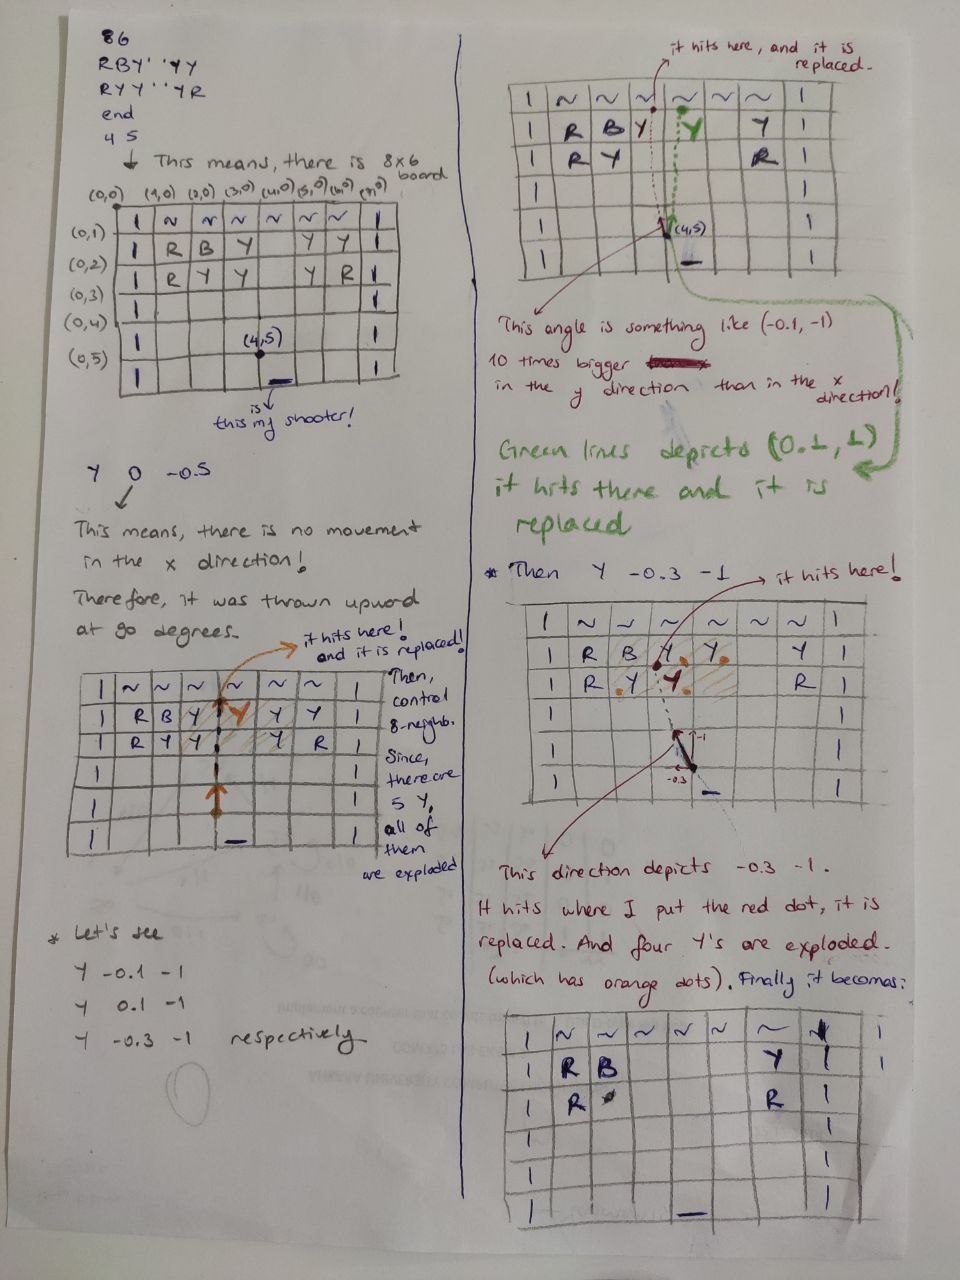 86
RBY··YY
RYY··YR
end
4 5
This means, there is 8x6
board
(0,0) (1,0) (2,0) (3,0) (4,0) (5,0) (6,0) (7,0)
| ~ ~ ~ ~ ~ |
(0,1) | R B Y Y Y |
(0,2) | R Y Y Y R |
(0,3) |
(0,4) | |
(4,5)
(0,5) | _ |
this is my shooter!
Y 0 -0.5
This means, there is no movement
in the x direction!
Therefore, it was thrown upword
at 90 degrees.
it hits here!
and it is replaced!
| ~ ~ ~ ~ ~ ~ |
| R B Y Y Y Y |
| R Y Y Y R |
| |
| |
| _ |
Then,
control
8-neighb.
Since,
there are
5 Y,
all of
them
are exploded
* Let's see
Y -0.1 -1
Y 0.1 -1
Y -0.3 -1 respectively
it hits here, and it is
replaced.
| ~ ~ ~ ~ ~ ~ |
| R B Y Y Y |
| R Y R |
| |
| (4,5) |
| _ |
This angle is something like (-0.1, -1)
10 times bigger
in the y direction than in the x
direction!
Green lines depicts (0.1, 1)
it hits there and it is
replaced
* Then Y -0.3 -1 → it hits here!
| ~ ~ ~ ~ ~ ~ |
| R B Y Y Y |
| R Y Y R |
| |
| -1 |
-0.3
| _ |
This direction depicts -0.3 -1.
It hits where I put the red dot, it is
replaced. And four Y's are exploded.
(which has orange dots). Finally it becomes:
| ~ ~ ~ ~ ~ |
| R B Y | |
| R R |
| |
| |
| _ |